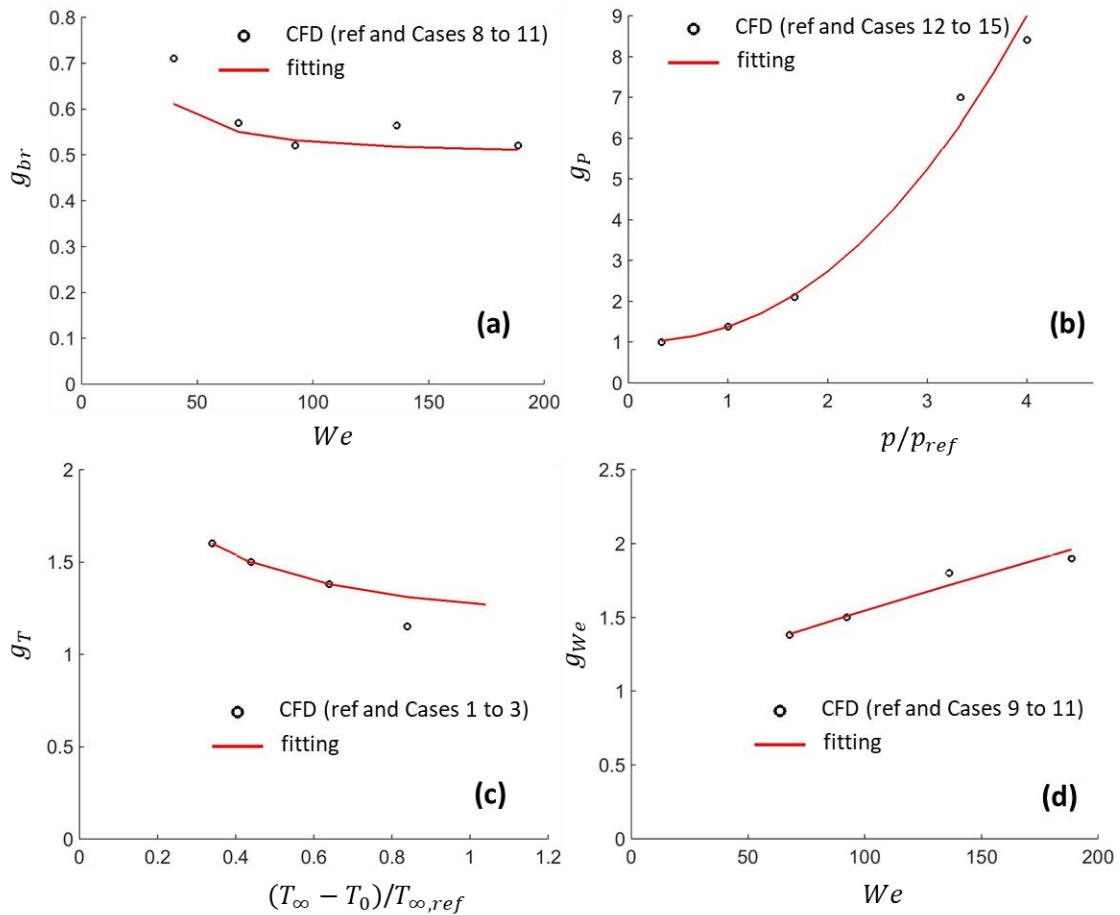 0.8
0.7
0.6
0.5
0.4
0.3
0.2
0.1
0
g_br
CFD (ref and Cases 8 to 11)
fitting
(a)
0 50 100 150 200
We
9
8
7
6
5
4
3
2
1
0
g_P
CFD (ref and Cases 12 to 15)
fitting
(b)
0 1 2 3 4
p/p_ref
2
1.5
1
0.5
0
g_T
CFD (ref and Cases 1 to 3)
fitting
(c)
0 0.2 0.4 0.6 0.8 1 1.2
(T_∞ − T_0)/T_∞,ref
2.5
2
1.5
1
0.5
0
g_We
CFD (ref and Cases 9 to 11)
fitting
(d)
0 50 100 150 200
We